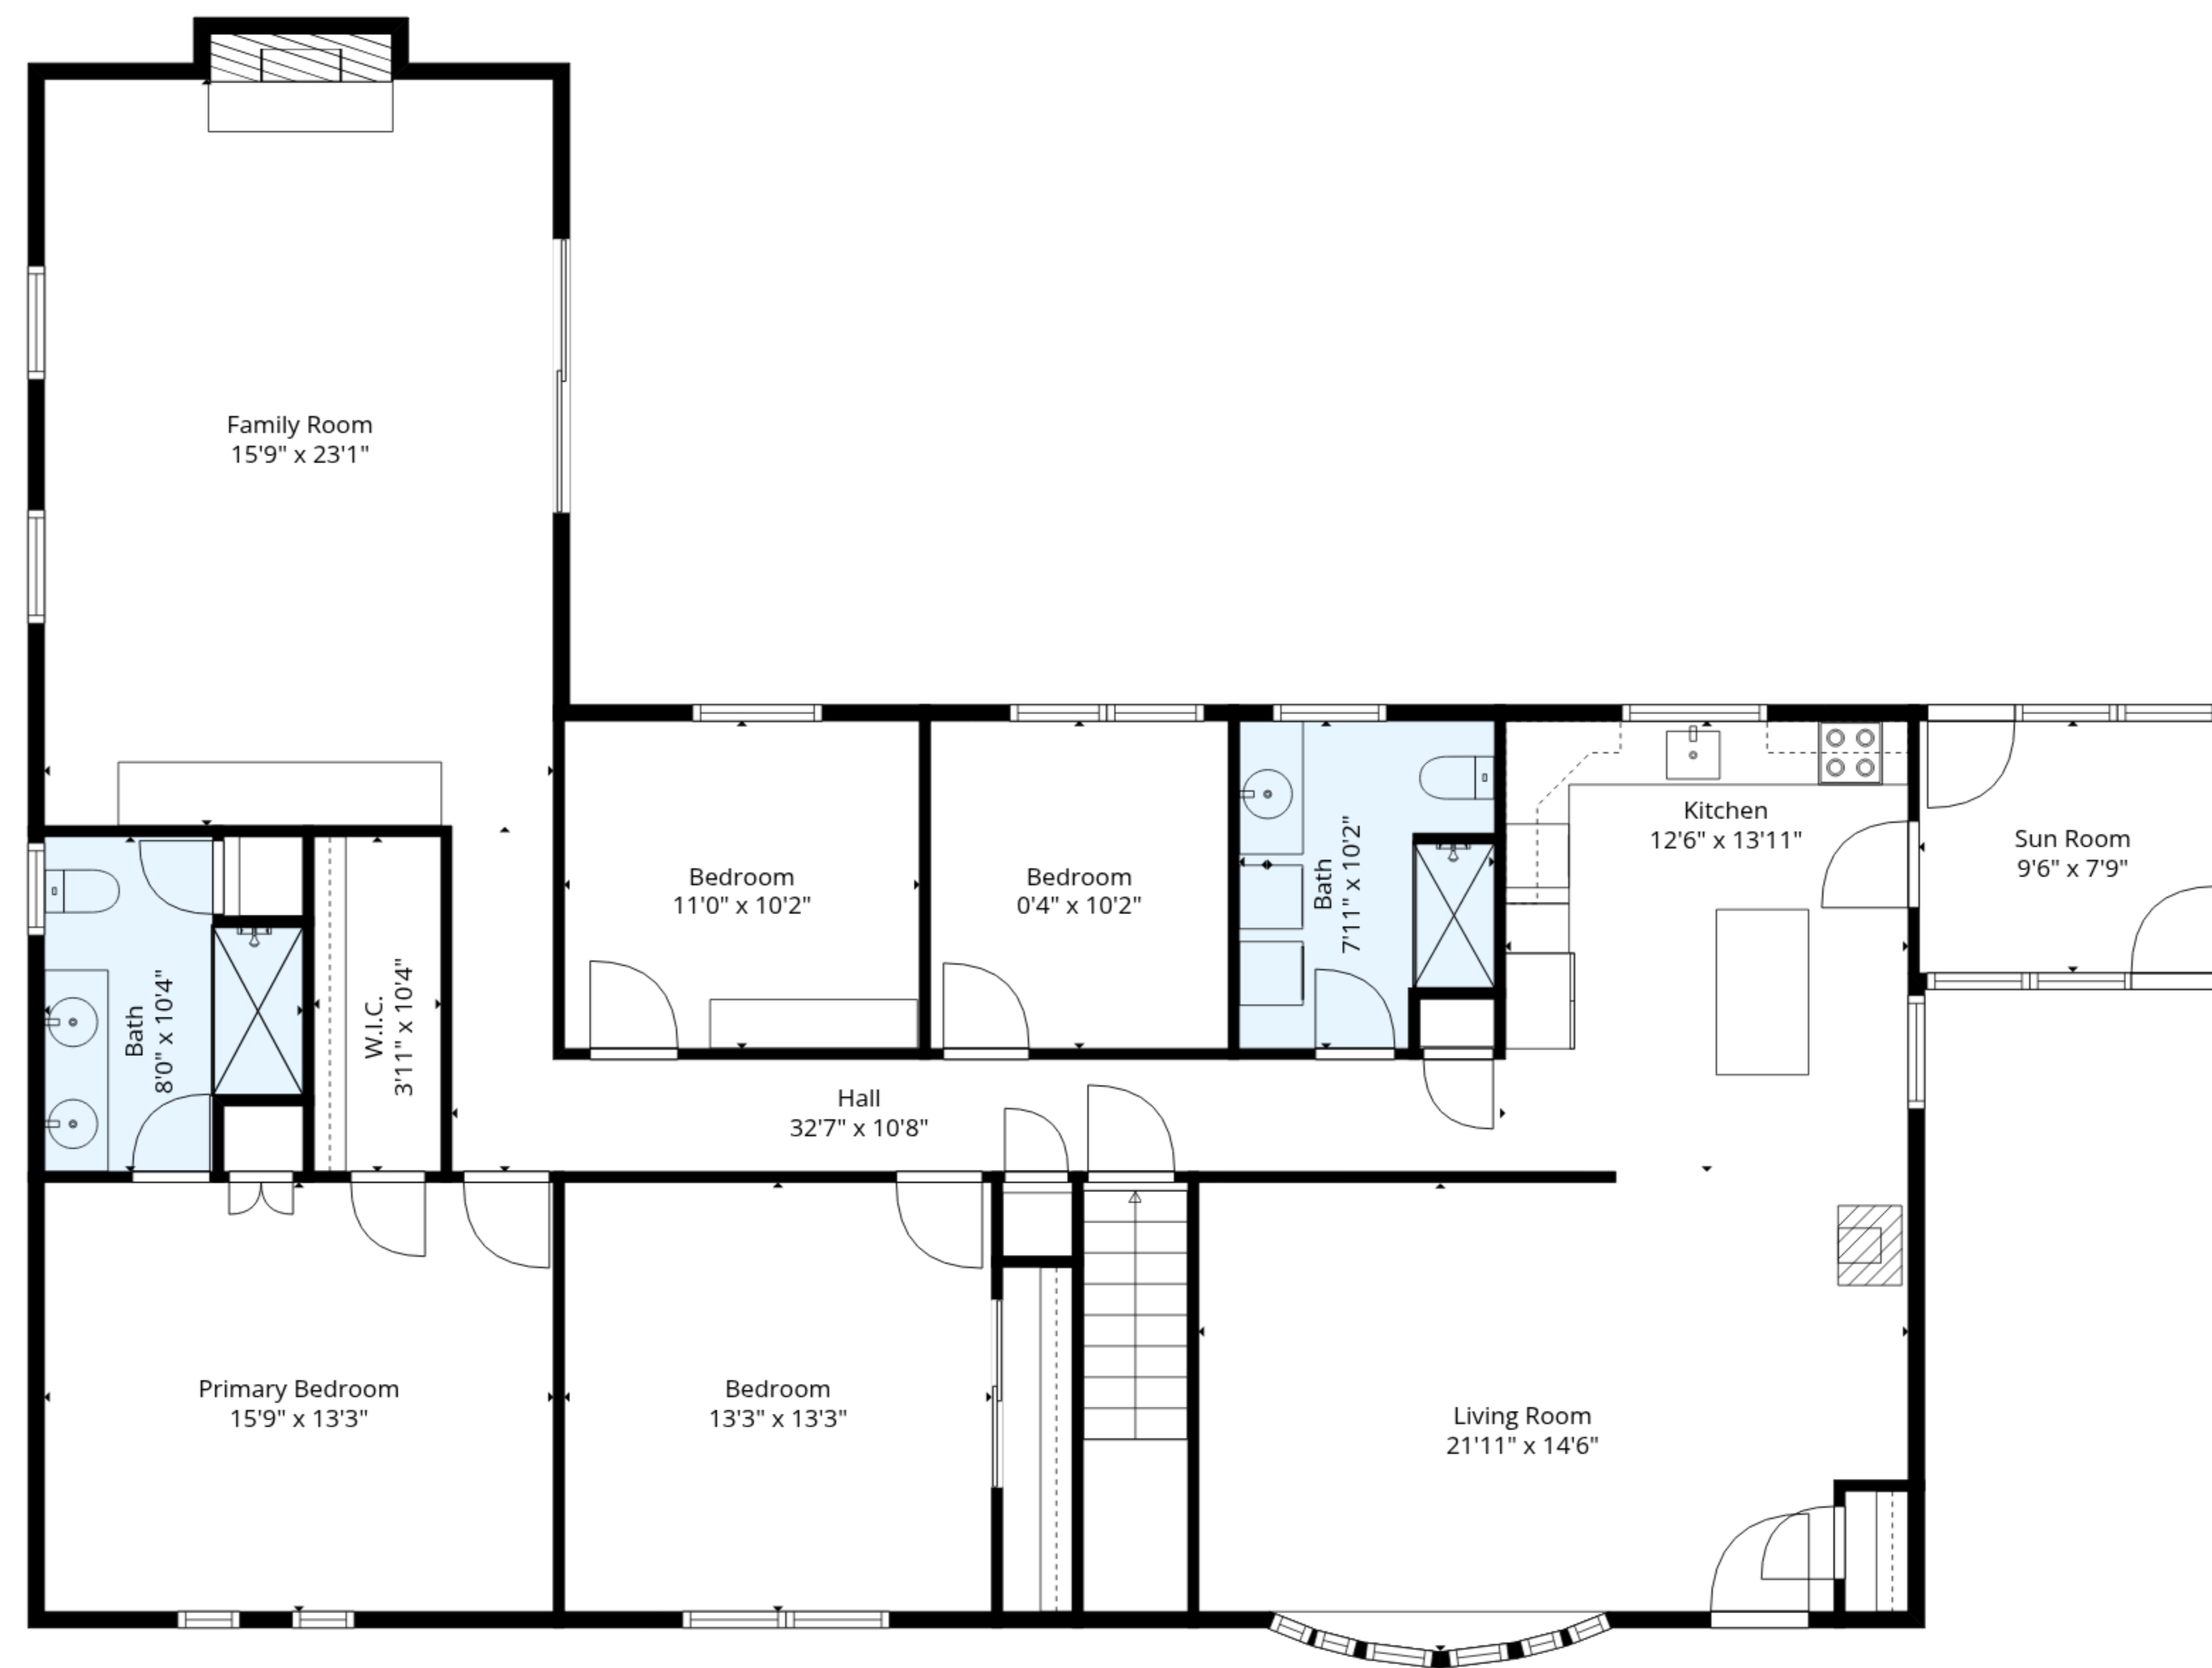 Family Room
15'9" x 23'1"
Kitchen
12'6" x 13'11"
Sun Room
9'6" x 7'9"
Bedroom
11'0" x 10'2"
Bedroom
0'4" x 10'2"
Bath
7'11" x 10'2"
Bath
8'0" x 10'4"
W.I.C.
3'11" x 10'4"
Hall
32'7" x 10'8"
Primary Bedroom
15'9" x 13'3"
Bedroom
13'3" x 13'3"
Living Room
21'11" x 14'6"